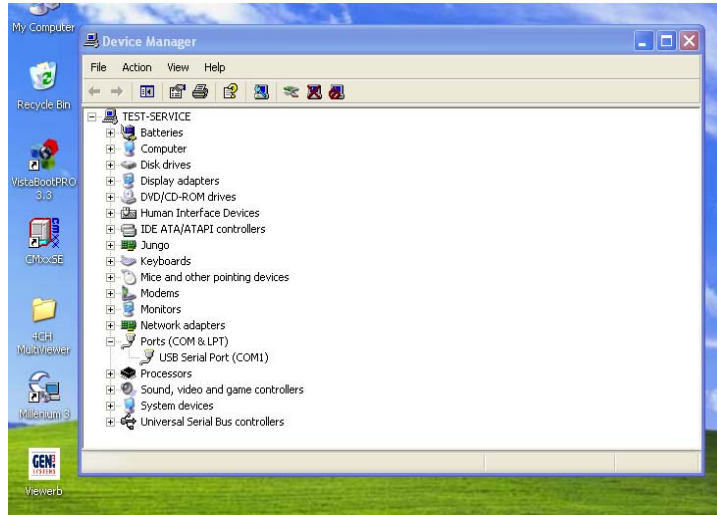 My Computer
Device Manager
File Action View Help
Recycle Bin
TEST-SERVICE
Batteries
Computer
Disk drives
VistaBootPRO
3.3
Display adapters
DVD/CD-ROM drives
Human Interface Devices
IDE ATA/ATAPI controllers
Jungo
CMxxSE
Keyboards
Mice and other pointing devices
Modems
Monitors
Network adapters
4CH
MultiViewer
Ports (COM & LPT)
USB Serial Port (COM1)
Processors
Sound, video and game controllers
System devices
Millenium 3
Universal Serial Bus controllers
GEN:
SYSTEMS
Viewerb